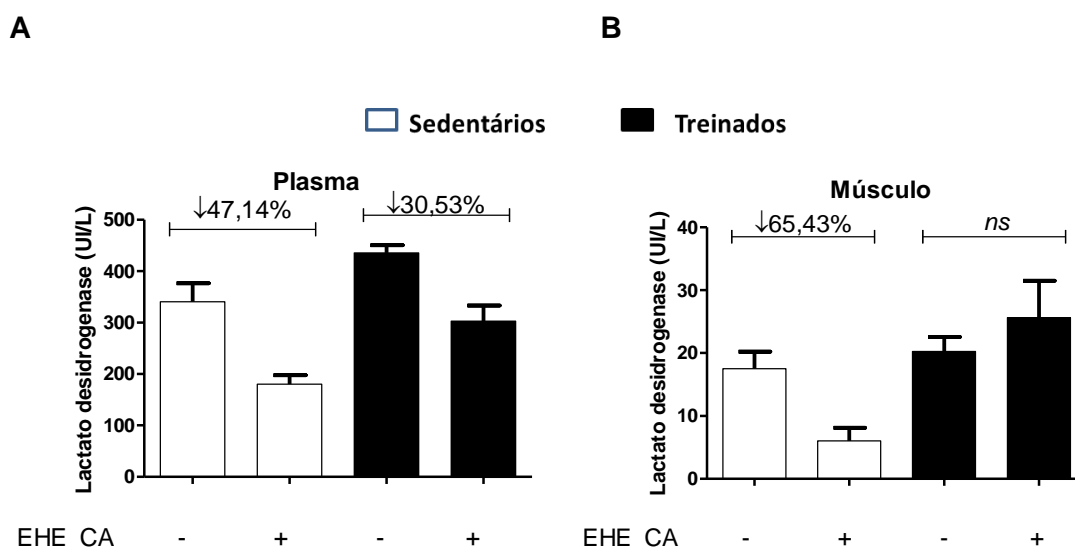 A
B
Sedentários
Treinados
Plasma
↓47,14%
↓30,53%
Lactato desidrogenase (UI/L)
500
400
300
200
100
0
EHE CA - + - +
Músculo
↓65,43%
ns
Lactato desidrogenase (UI/L)
40
30
20
10
0
EHE CA - + - +